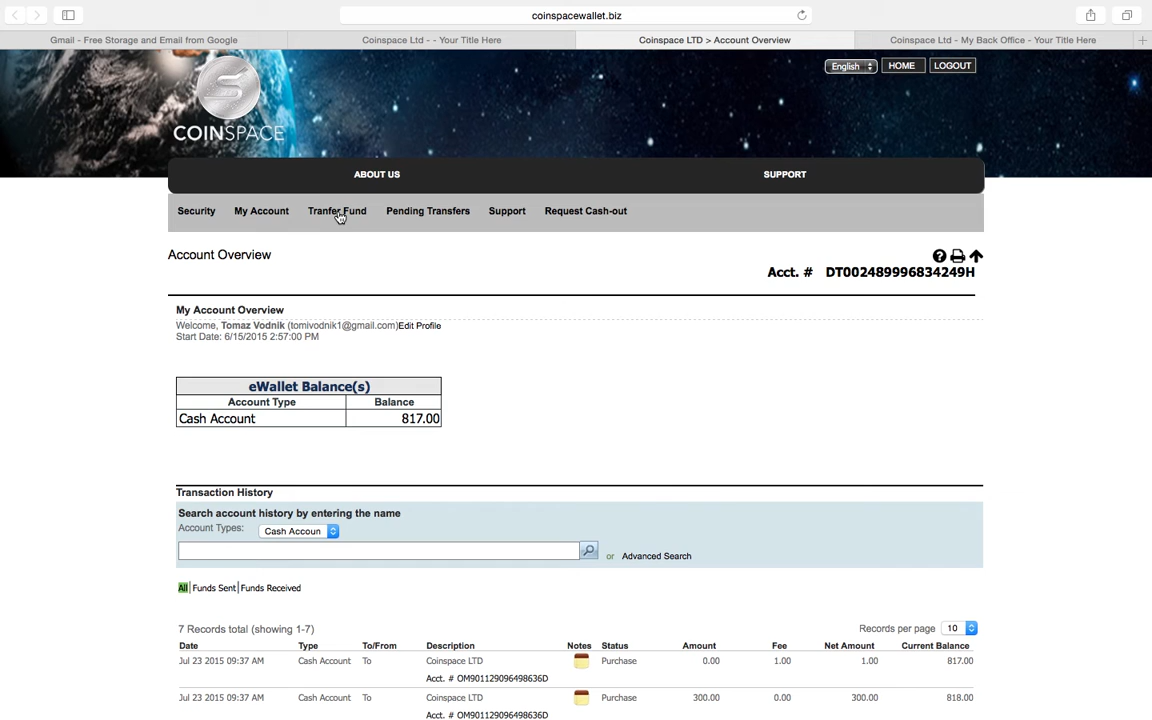 coinspacewallet.biz
Gmail - Free Storage and Email from Google
Coinspace Ltd - - Your Title Here
Coinspace LTD > Account Overview
Coinspace Ltd - My Back Office - Your Title Here
English
HOME
LOGOUT
COINSPACE
ABOUT US
SUPPORT
Security
My Account
Tranfer Fund
Pending Transfers
Support
Request Cash-out
Account Overview
Acct. # DT002489996834249H
My Account Overview
Welcome, Tomaz Vodnik (tomivodnik1@gmail.com)Edit Profile
Start Date: 6/15/2015 2:57:00 PM
eWallet Balance(s)
Account Type Balance
Cash Account 817.00
Transaction History
Search account history by entering the name
Account Types: Cash Accoun
or Advanced Search
All Funds Sent Funds Received
7 Records total (showing 1-7)
Records per page 10
Date Type To/From Description Notes Status Amount Fee Net Amount Current Balance
Jul 23 2015 09:37 AM Cash Account To Coinspace LTD Purchase 0.00 1.00 1.00 817.00
Acct. # OM901129096498636D
Jul 23 2015 09:37 AM Cash Account To Coinspace LTD Purchase 300.00 0.00 300.00 818.00
Acct. # OM901129096498636D